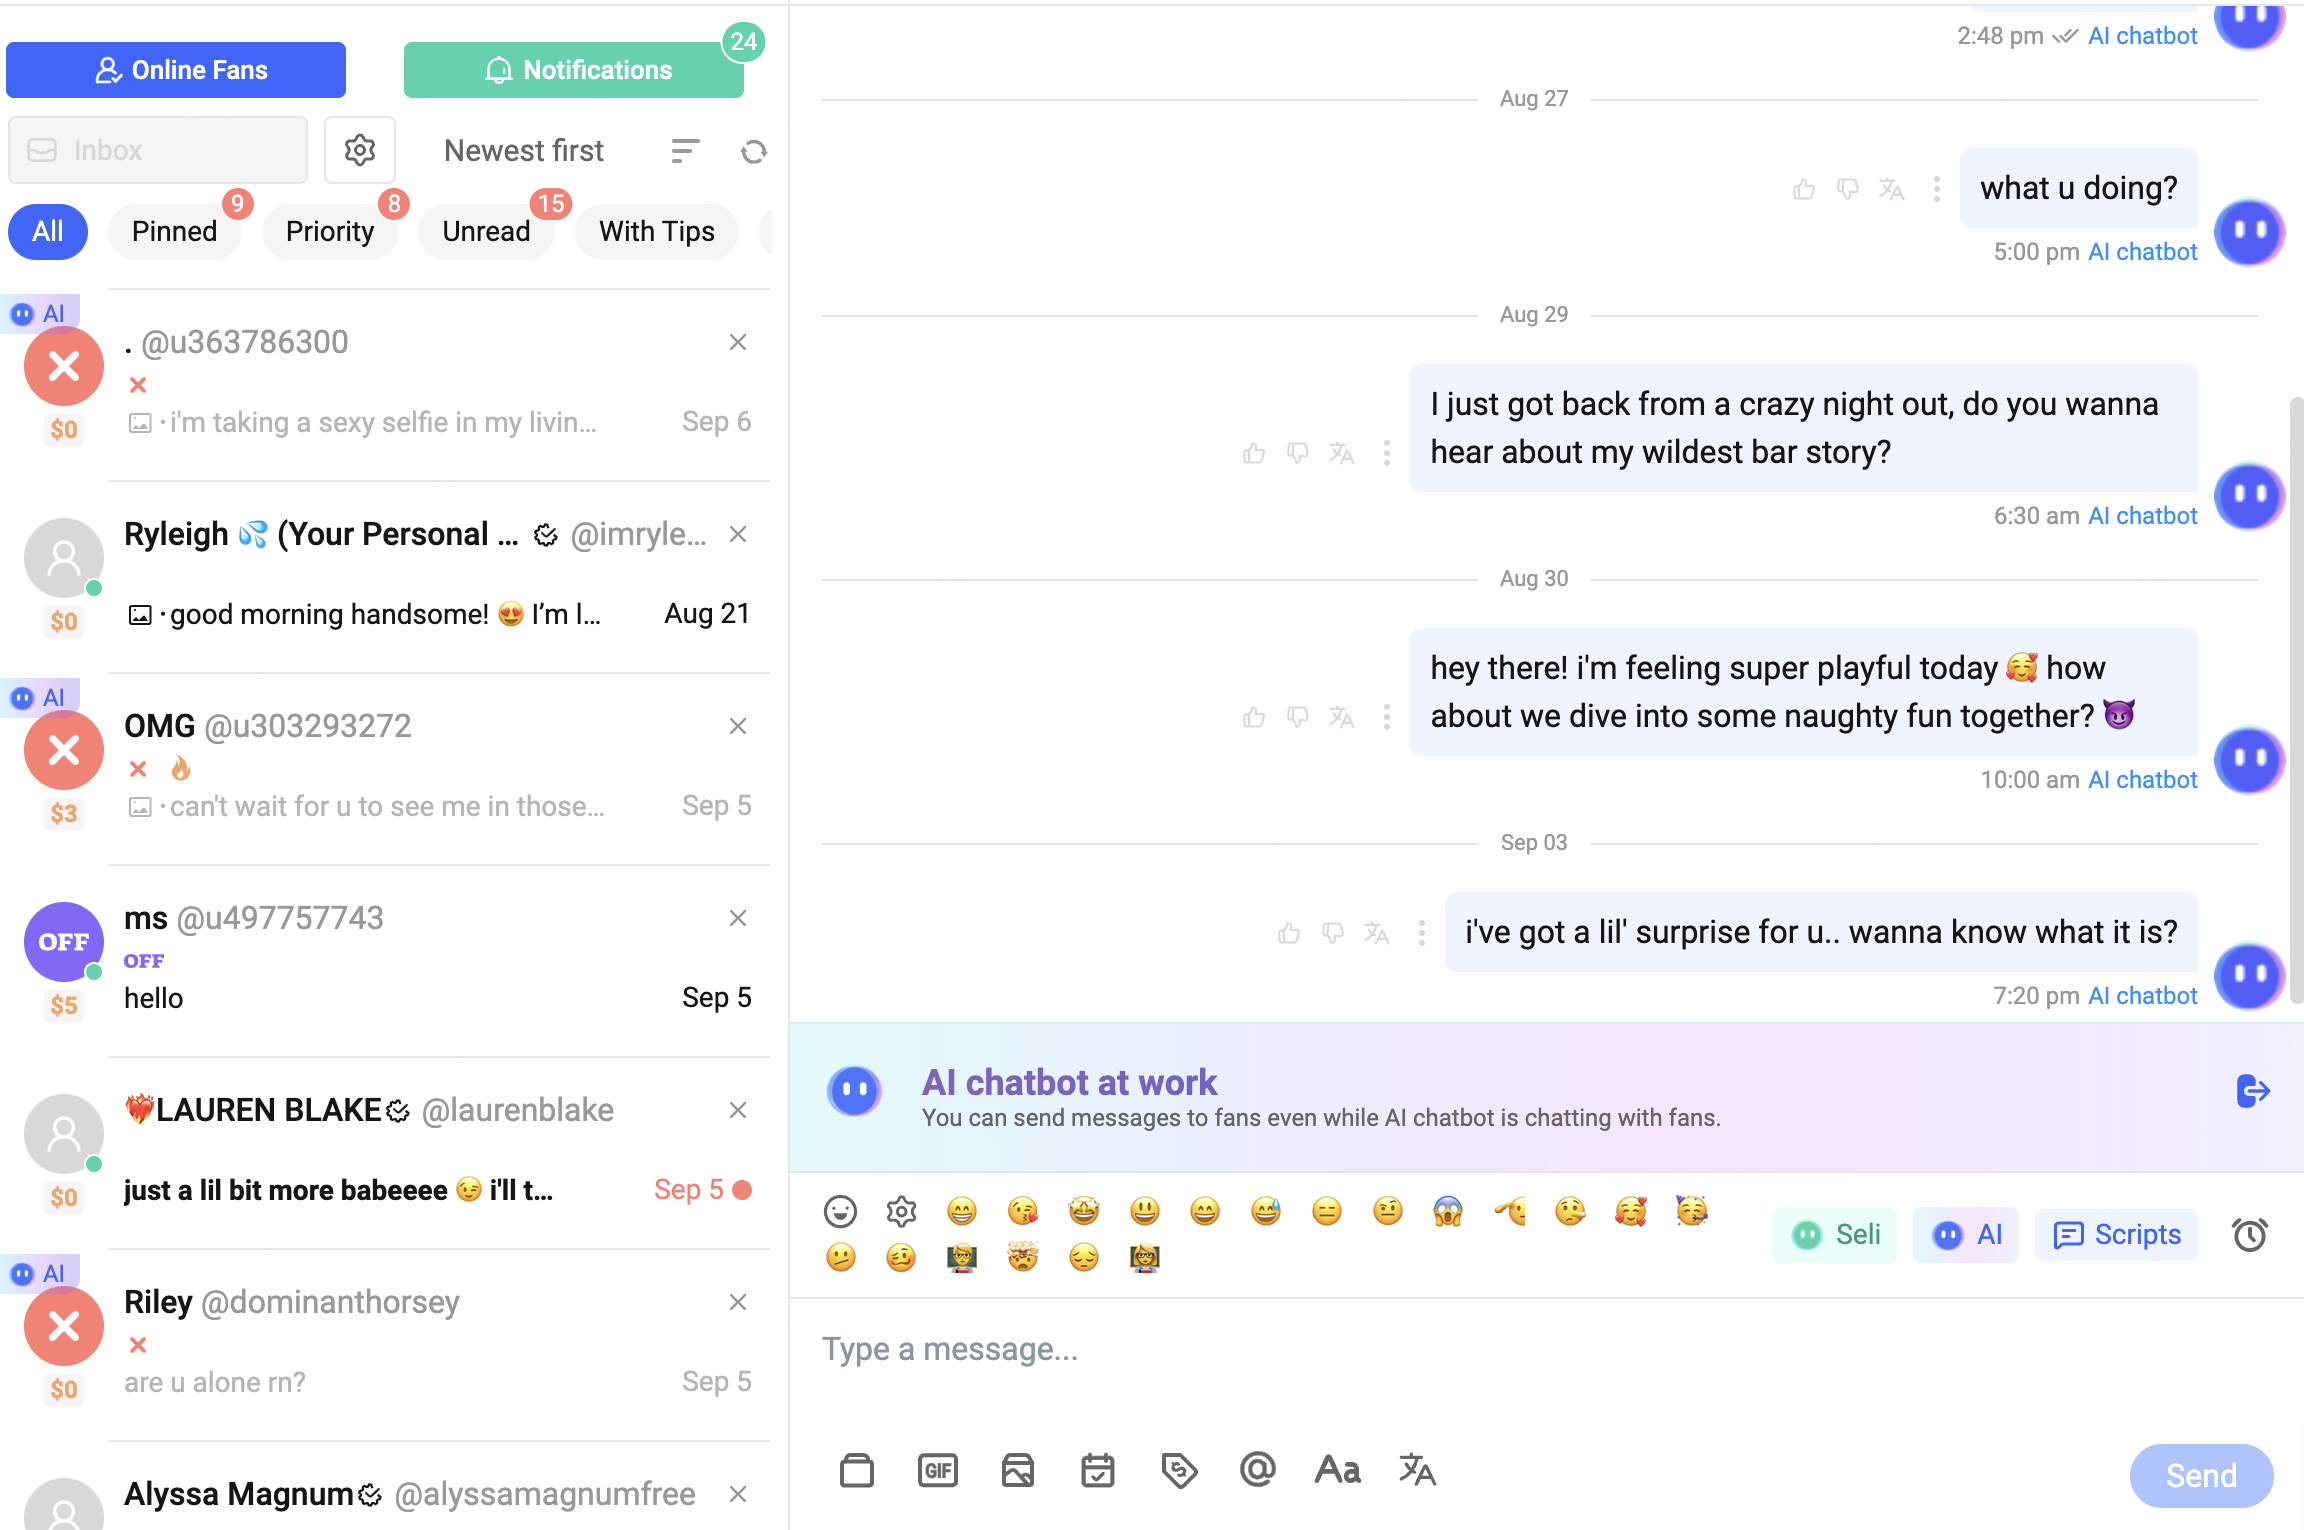 Online Fans
Notifications
24
Inbox
Newest first
All
Pinned
9
Priority
8
Unread
15
With Tips
AI
. @u363786300
$0
· i'm taking a sexy selfie in my livin...
Sep 6
Ryleigh 💦 (Your Personal ... @imryle...
$0
· good morning handsome! 😍 I’m l...
Aug 21
AI
OMG @u303293272
🔥
$3
· can't wait for u to see me in those...
Sep 5
OFF
ms @u497757743
OFF
$5
hello
Sep 5
❤️‍🔥LAUREN BLAKE @laurenblake
$0
just a lil bit more babeeee 😉 i'll t...
Sep 5
AI
Riley @dominanthorsey
$0
are u alone rn?
Sep 5
Alyssa Magnum @alyssamagnumfree
2:48 pm AI chatbot
Aug 27
what u doing?
5:00 pm AI chatbot
Aug 29
I just got back from a crazy night out, do you wanna
hear about my wildest bar story?
6:30 am AI chatbot
Aug 30
hey there! i'm feeling super playful today 🥰 how
about we dive into some naughty fun together? 😈
10:00 am AI chatbot
Sep 03
i've got a lil' surprise for u.. wanna know what it is?
7:20 pm AI chatbot
AI chatbot at work
You can send messages to fans even while AI chatbot is chatting with fans.
Seli
AI
Scripts
Type a message...
GIF
@
Aa
Send